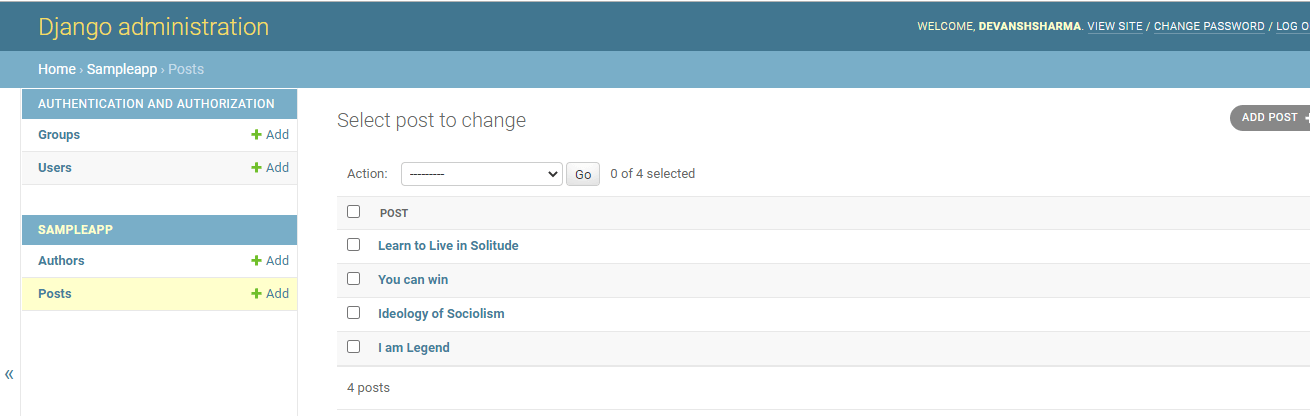 Django administration
WELCOME, DEVANSHSHARMA. VIEW SITE / CHANGE PASSWORD / LOG O
Home › Sampleapp › Posts
AUTHENTICATION AND AUTHORIZATION
Groups + Add
Users + Add
SAMPLEAPP
Authors + Add
Posts + Add
«
Select post to change
ADD POST +
Action: --------- Go 0 of 4 selected
POST
Learn to Live in Solitude
You can win
Ideology of Sociolism
I am Legend
4 posts